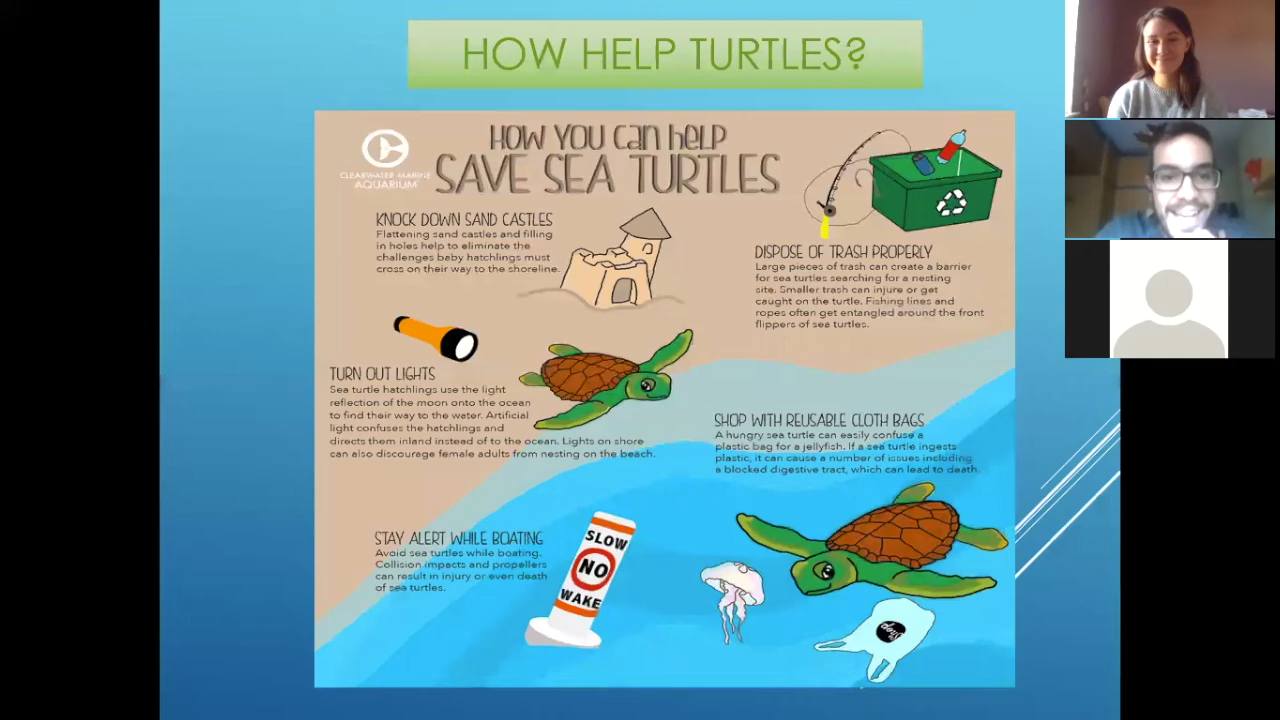 HOW HELP TURTLES?
HOW YOU can help
SAVE SEA TURTLES
CLEARWATER MARINE
AQUARIUM
KNOCK DOWN SAND CASTLES
Flattening sand castles and filling
in holes help to eliminate the
challenges baby hatchlings must
cross on their way to the shoreline.
DISPOSE OF TRASH PROPERLY
Large pieces of trash can create a barrier
for sea turtles searching for a nesting
site. Smaller trash can injure or get
caught on the turtle. Fishing lines and
ropes often get entangled around the front
flippers of sea turtles.
TURN OUT LIGHTS
Sea turtle hatchlings use the light
reflection of the moon onto the ocean
to find their way to the water. Artificial
light confuses the hatchlings and
directs them inland instead of to the ocean. Lights on shore
can also discourage female adults from nesting on the beach.
SHOP WITH REUSABLE CLOTH BAGS
A hungry sea turtle can easily confuse a
plastic bag for a jellyfish. If a sea turtle ingests
plastic, it can cause a number of issues including
a blocked digestive tract, which can lead to death.
STAY ALERT WHILE BOATING
Avoid sea turtles while boating.
Collision impacts and propellers
can result in injury or even death
of sea turtles.
SLOW
NO
WAKE
Shop